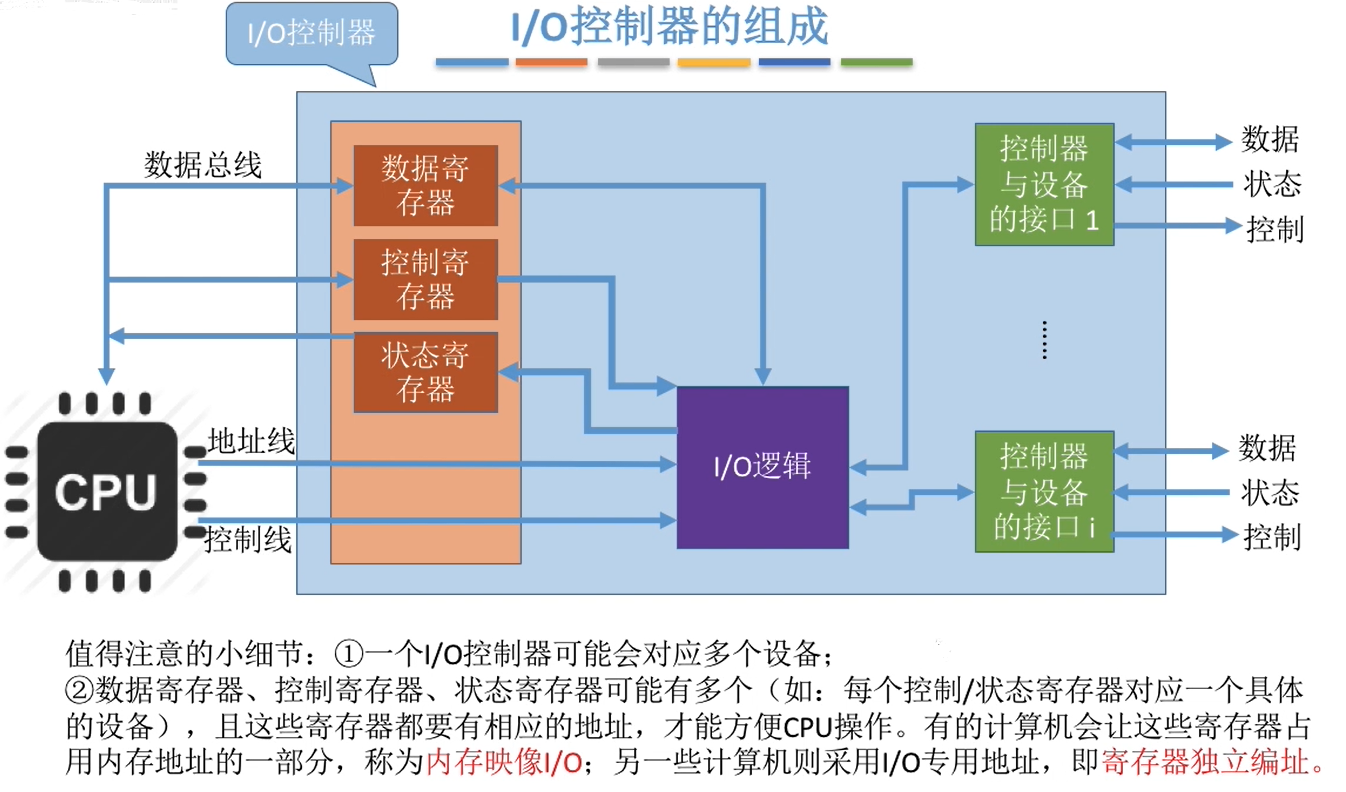 I/O控制器
I/O控制器的组成
数据总线
数据寄
存器
控制寄
存器
状态寄
存器
地址线
CPU
控制线
I/O逻辑
控制器
与设备
的接口 1
数据
状态
控制
控制器
与设备
的接口 i
数据
状态
控制
值得注意的小细节：①一个I/O控制器可能会对应多个设备；
②数据寄存器、控制寄存器、状态寄存器可能有多个（如：每个控制/状态寄存器对应一个具体
的设备），且这些寄存器都要有相应的地址，才能方便CPU操作。有的计算机会让这些寄存器占
用内存地址的一部分，称为内存映像I/O；另一些计算机则采用I/O专用地址，即寄存器独立编址。